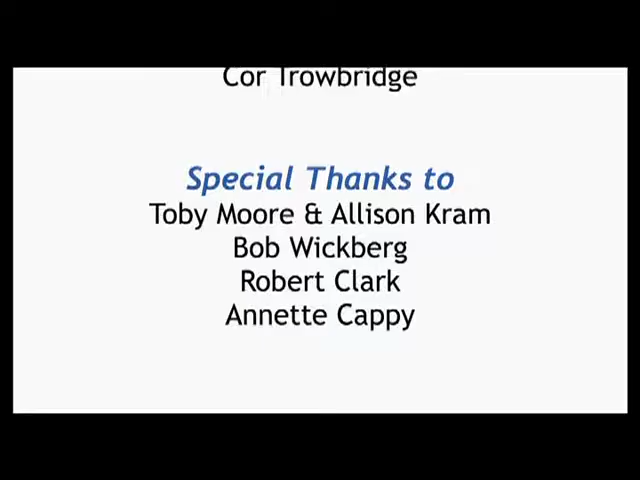 Cor Trowbridge
Special Thanks to
Toby Moore & Allison Kram
Bob Wickberg
Robert Clark
Annette Cappy